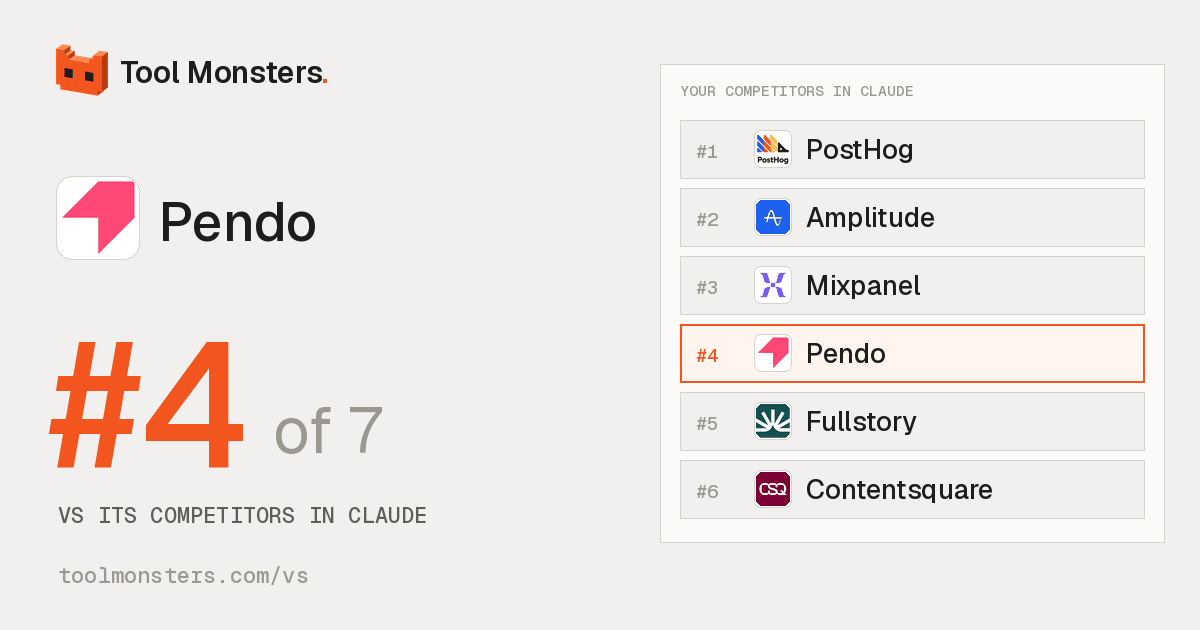 Tool Monsters.
Pendo
#4 of 7
VS ITS COMPETITORS IN CLAUDE
toolmonsters.com/vs
YOUR COMPETITORS IN CLAUDE
#1 PostHog PostHog
#2 Amplitude
#3 Mixpanel
#4 Pendo
#5 Fullstory
#6 CSQ Contentsquare